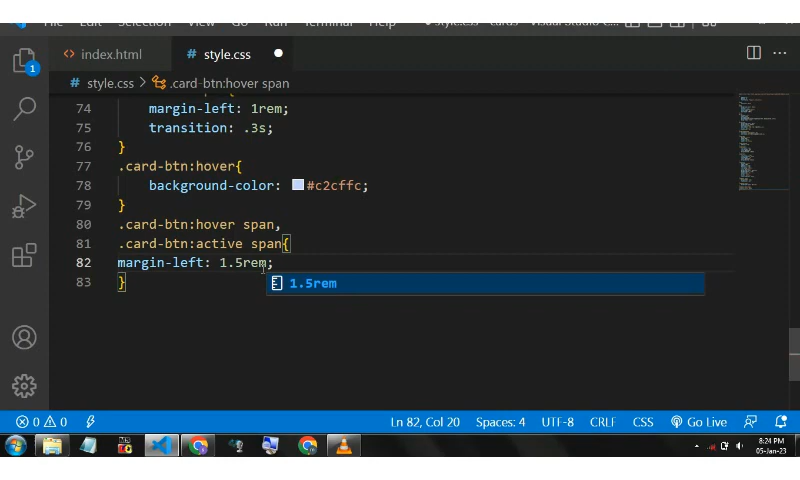 index.html
# style.css
1
# style.css > .card-btn:hover span
74 margin-left: 1rem;
75 transition: .3s;
76 }
77 .card-btn:hover{
78 background-color: #c2cffc;
79 }
80 .card-btn:hover span,
81 .card-btn:active span{
82 margin-left: 1.5rem;
1.5rem
83 }
0 0 Ln 82, Col 20 Spaces: 4 UTF-8 CRLF CSS Go Live
8:24 PM
05-Jan-23